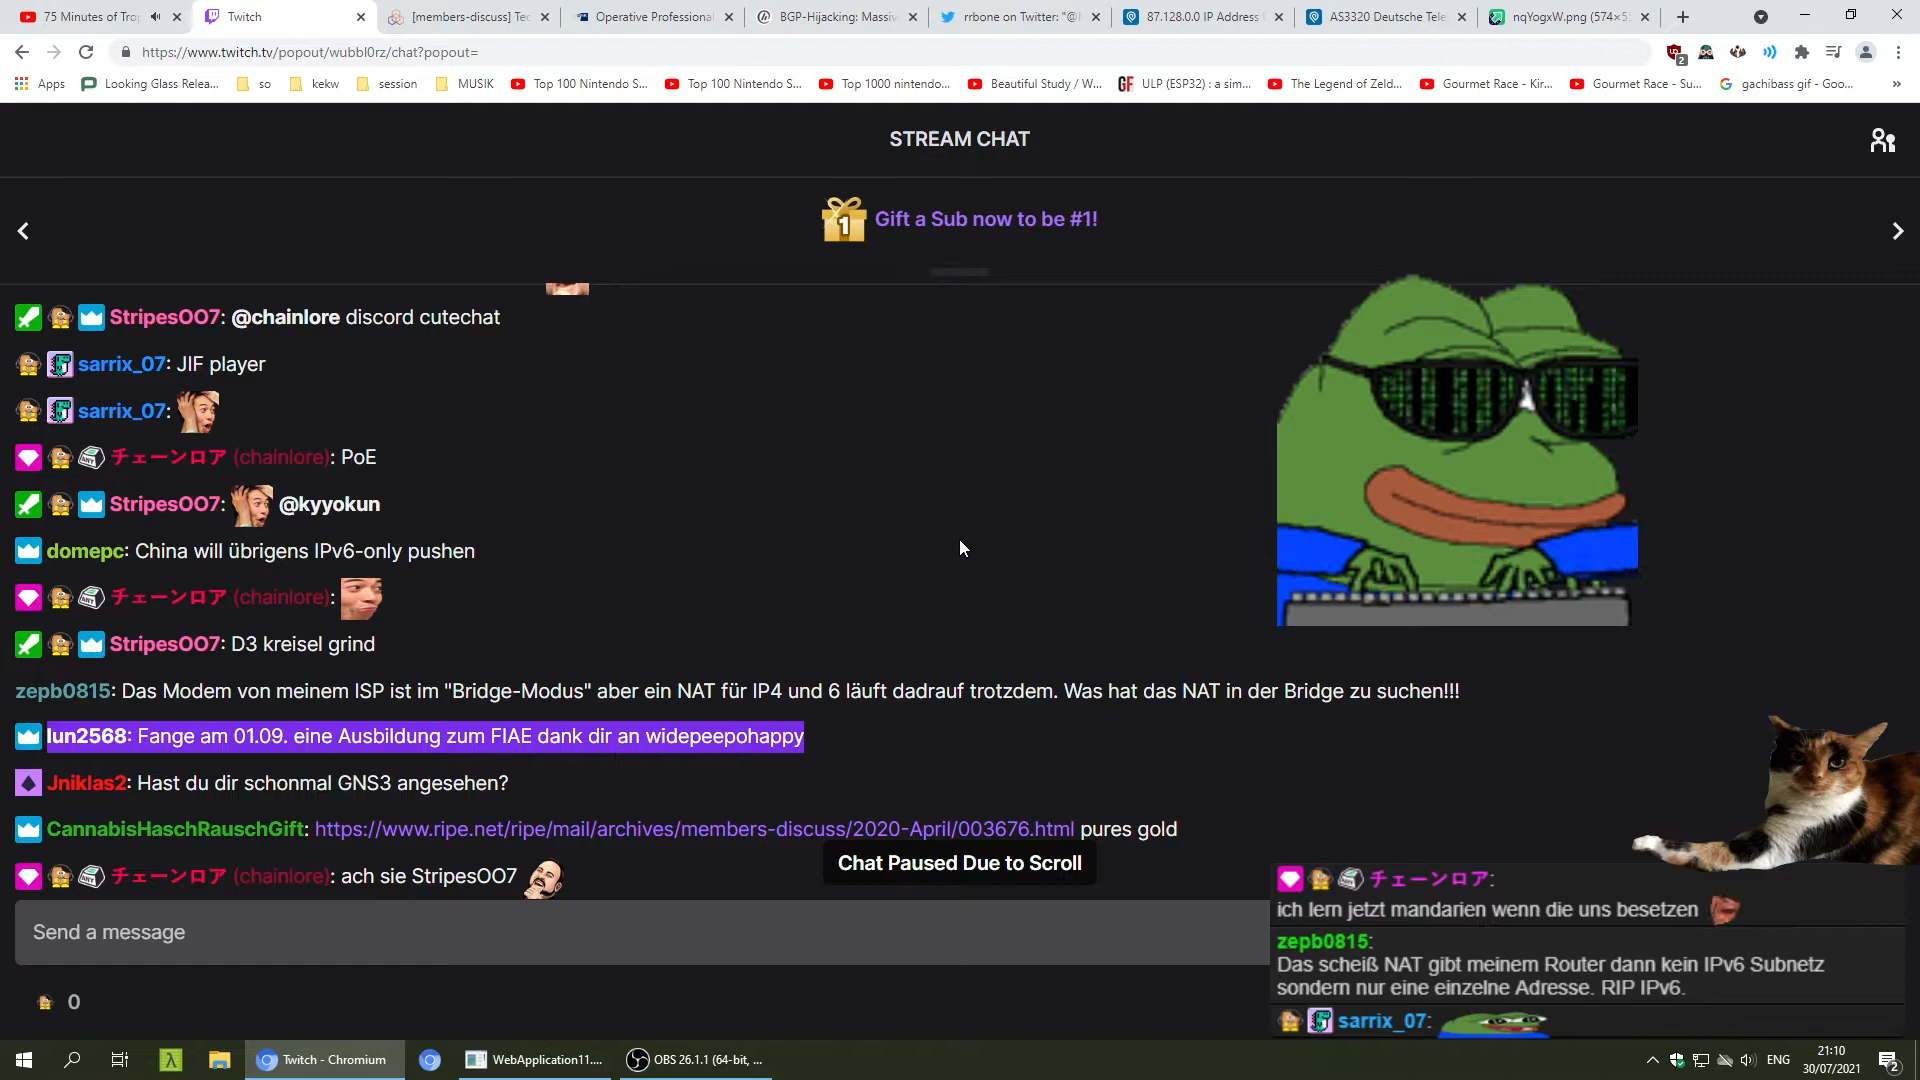 75 Minutes of Trop
Twitch
[members-discuss] Tec
Operative Professional
BGP-Hijacking: Massiv
rrbone on Twitter: "@
87.128.0.0 IP Address
AS3320 Deutsche Tele
nqYogxW.png (574×5
https://www.twitch.tv/popout/wubbl0rz/chat?popout=
2
Apps
Looking Glass Relea...
so
kekw
session
MUSIK
Top 100 Nintendo S...
Top 100 Nintendo S...
Top 1000 nintendo...
Beautiful Study / W...
ULP (ESP32) : a sim...
The Legend of Zeld...
Gourmet Race - Kir...
Gourmet Race - Su...
gachibass gif - Goo...
STREAM CHAT
1
Gift a Sub now to be #1!
StripesOO7: @chainlore discord cutechat
sarrix_07: JIF player
sarrix_07:
チェーンロア (chainlore): PoE
StripesOO7: @kyyokun
domepc: China will übrigens IPv6-only pushen
チェーンロア (chainlore):
StripesOO7: D3 kreisel grind
zepb0815: Das Modem von meinem ISP ist im "Bridge-Modus" aber ein NAT für IP4 und 6 läuft dadrauf trotzdem. Was hat das NAT in der Bridge zu suchen!!!
lun2568: Fange am 01.09. eine Ausbildung zum FIAE dank dir an widepeepohappy
Jniklas2: Hast du dir schonmal GNS3 angesehen?
CannabisHaschRauschGift: https://www.ripe.net/ripe/mail/archives/members-discuss/2020-April/003676.html pures gold
チェーンロア (chainlore): ach sie StripesOO7
Chat Paused Due to Scroll
Send a message
0
チェーンロア:
ich lern jetzt mandarien wenn die uns besetzen
zepb0815:
Das scheiß NAT gibt meinem Router dann kein IPv6 Subnetz
sondern nur eine einzelne Adresse. RIP IPv6.
sarrix_07:
Twitch - Chromium
WebApplication11....
OBS 26.1.1 (64-bit, ...
ENG
21:10
30/07/2021
2